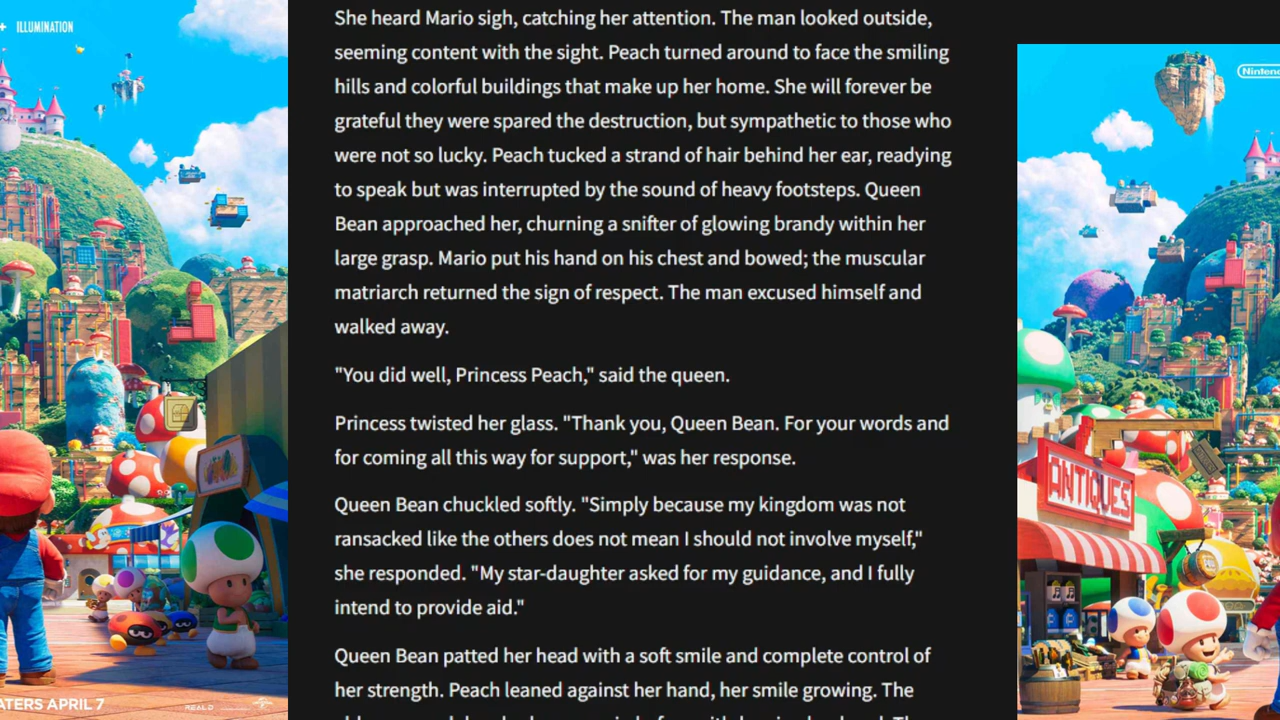 + ILLUMINATION
She heard Mario sigh, catching her attention. The man looked outside,
seeming content with the sight. Peach turned around to face the smiling
hills and colorful buildings that make up her home. She will forever be
grateful they were spared the destruction, but sympathetic to those who
were not so lucky. Peach tucked a strand of hair behind her ear, readying
to speak but was interrupted by the sound of heavy footsteps. Queen
Bean approached her, churning a snifter of glowing brandy within her
large grasp. Mario put his hand on his chest and bowed; the muscular
matriarch returned the sign of respect. The man excused himself and
walked away.
"You did well, Princess Peach," said the queen.
Princess twisted her glass. "Thank you, Queen Bean. For your words and
for coming all this way for support," was her response.
Queen Bean chuckled softly. "Simply because my kingdom was not
ransacked like the others does not mean I should not involve myself,"
she responded. "My star-daughter asked for my guidance, and I fully
intend to provide aid."
Queen Bean patted her head with a soft smile and complete control of
her strength. Peach leaned against her hand, her smile growing. The
ATERS APRIL 7
REALD
Ninten
ANTIQUES